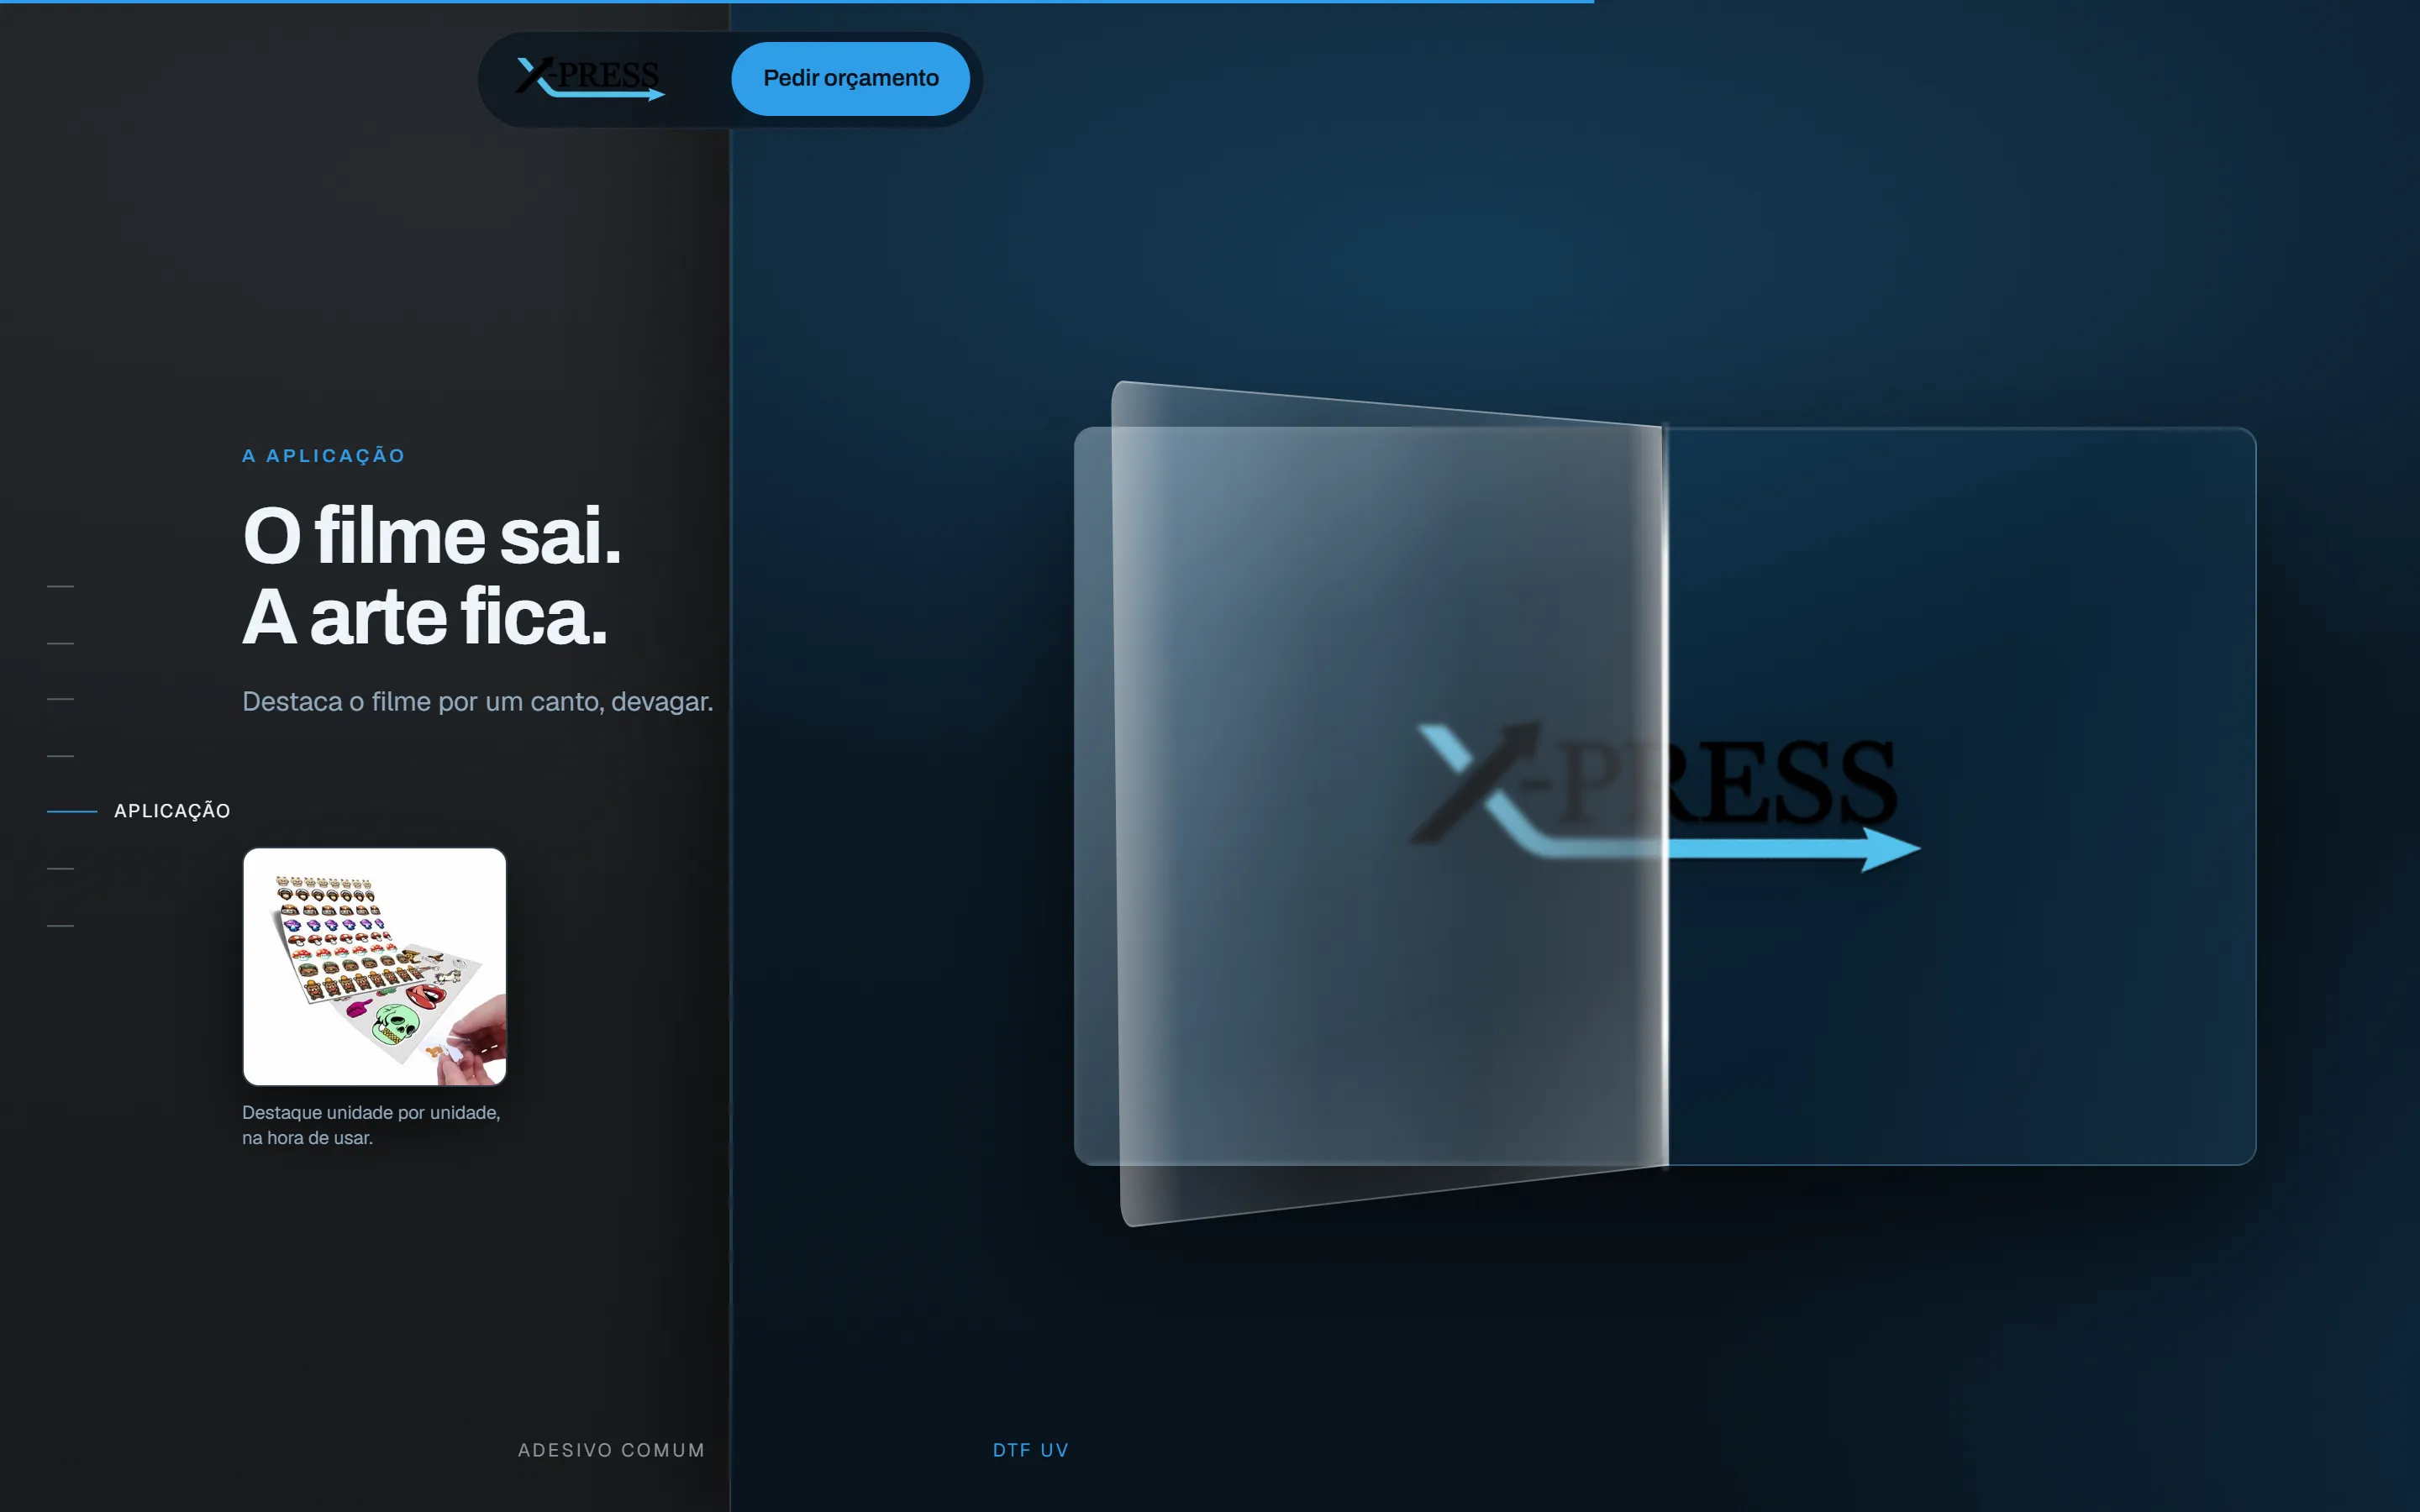 X-PRESS
Pedir orçamento
A APLICAÇÃO
O filme sai.
A arte fica.
Destaca o filme por um canto, devagar.
APLICAÇÃO
Destaque unidade por unidade,
na hora de usar.
X-PRESS
ADESIVO COMUM
DTF UV